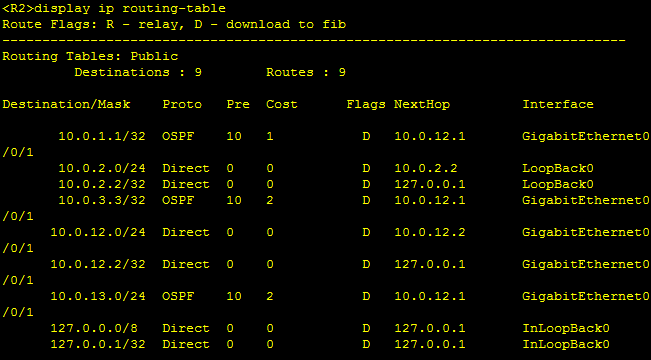 <R2>display ip routing-table
Route Flags: R - relay, D - download to fib
------------------------------------------------------------------------------
Routing Tables: Public
         Destinations : 9        Routes : 9

Destination/Mask    Proto   Pre  Cost      Flags NextHop         Interface

       10.0.1.1/32  OSPF    10   1           D   10.0.12.1       GigabitEthernet0
/0/1
       10.0.2.0/24  Direct  0    0           D   10.0.2.2        LoopBack0
       10.0.2.2/32  Direct  0    0           D   127.0.0.1       LoopBack0
       10.0.3.3/32  OSPF    10   2           D   10.0.12.1       GigabitEthernet0
/0/1
      10.0.12.0/24  Direct  0    0           D   10.0.12.2       GigabitEthernet0
/0/1
      10.0.12.2/32  Direct  0    0           D   127.0.0.1       GigabitEthernet0
/0/1
      10.0.13.0/24  OSPF    10   2           D   10.0.12.1       GigabitEthernet0
/0/1
      127.0.0.0/8   Direct  0    0           D   127.0.0.1       InLoopBack0
      127.0.0.1/32  Direct  0    0           D   127.0.0.1       InLoopBack0